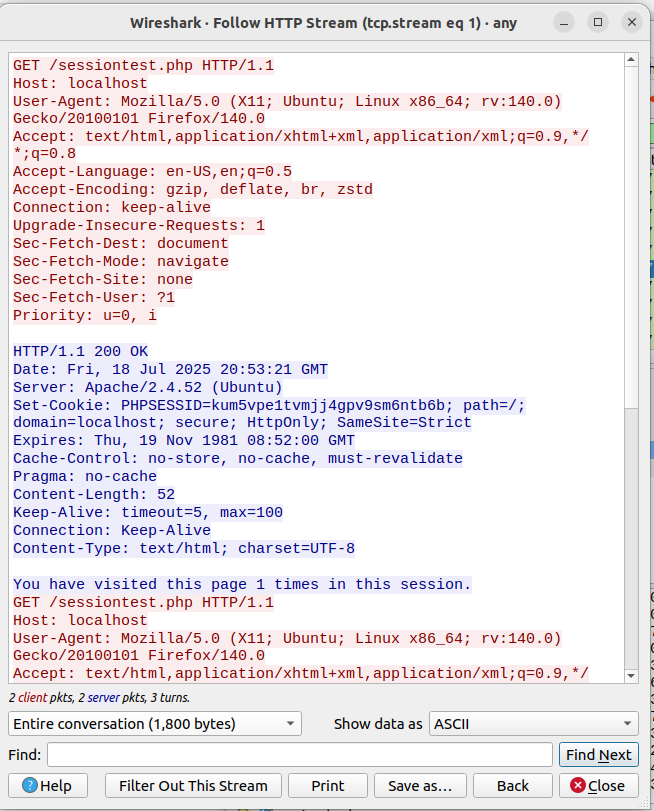 Wireshark · Follow HTTP Stream (tcp.stream eq 1) · any
GET /sessiontest.php HTTP/1.1
Host: localhost
User-Agent: Mozilla/5.0 (X11; Ubuntu; Linux x86_64; rv:140.0)
Gecko/20100101 Firefox/140.0
Accept: text/html,application/xhtml+xml,application/xml;q=0.9,*/
*;q=0.8
Accept-Language: en-US,en;q=0.5
Accept-Encoding: gzip, deflate, br, zstd
Connection: keep-alive
Upgrade-Insecure-Requests: 1
Sec-Fetch-Dest: document
Sec-Fetch-Mode: navigate
Sec-Fetch-Site: none
Sec-Fetch-User: ?1
Priority: u=0, i
HTTP/1.1 200 OK
Date: Fri, 18 Jul 2025 20:53:21 GMT
Server: Apache/2.4.52 (Ubuntu)
Set-Cookie: PHPSESSID=kum5vpe1tvmjj4gpv9sm6ntb6b; path=/;
domain=localhost; secure; HttpOnly; SameSite=Strict
Expires: Thu, 19 Nov 1981 08:52:00 GMT
Cache-Control: no-store, no-cache, must-revalidate
Pragma: no-cache
Content-Length: 52
Keep-Alive: timeout=5, max=100
Connection: Keep-Alive
Content-Type: text/html; charset=UTF-8
You have visited this page 1 times in this session.
GET /sessiontest.php HTTP/1.1
Host: localhost
User-Agent: Mozilla/5.0 (X11; Ubuntu; Linux x86_64; rv:140.0)
Gecko/20100101 Firefox/140.0
Accept: text/html,application/xhtml+xml,application/xml;q=0.9,*/
2 client pkts, 2 server pkts, 3 turns.
Entire conversation (1,800 bytes) Show data as ASCII
Find: Find Next
Help Filter Out This Stream Print Save as… Back Close